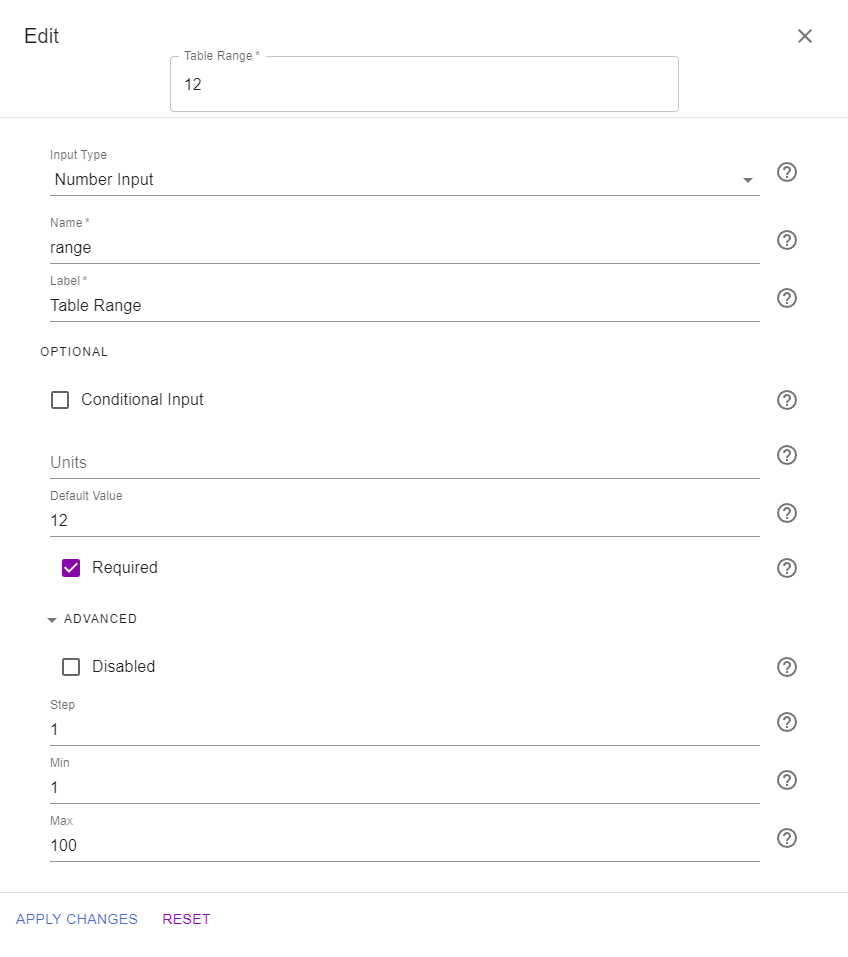 Edit
Table Range *
12
Input Type
Number Input
Name *
range
Label *
Table Range
OPTIONAL
Conditional Input
Units
Default Value
12
Required
ADVANCED
Disabled
Step
1
Min
1
Max
100
APPLY CHANGES RESET